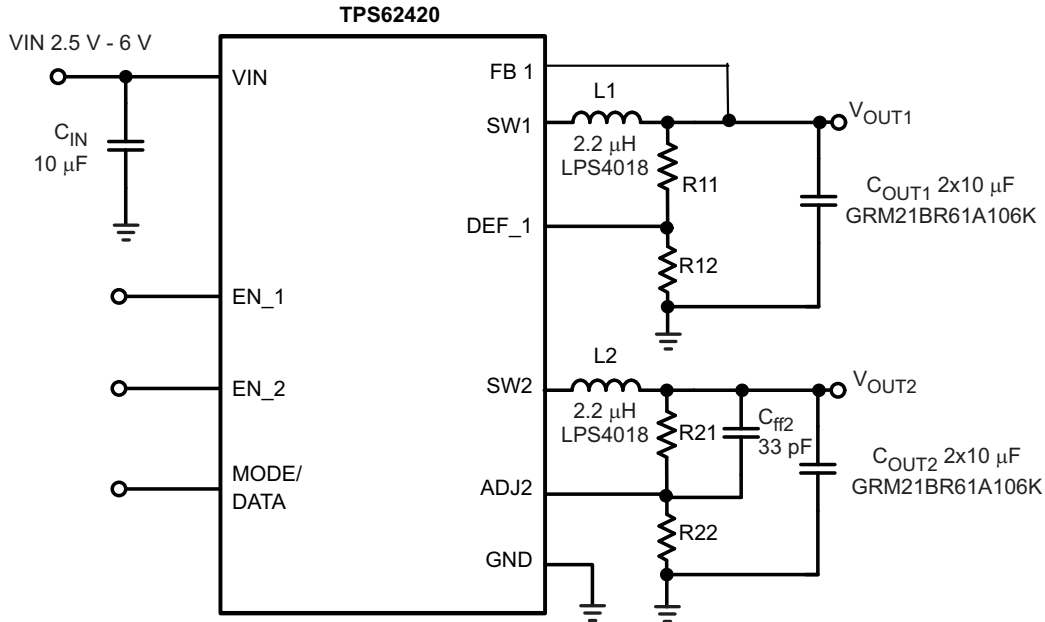 TPS62420
VIN 2.5 V - 6 V
VIN
FB 1
L1
SW1
V_OUT1
C_IN
10 μF
2.2 μH
LPS4018
R11
C_OUT1 2x10 μF
GRM21BR61A106K
DEF_1
R12
EN_1
L2
EN_2
SW2
V_OUT2
2.2 μH
LPS4018
R21
C_ff2
33 pF
C_OUT2 2x10 μF
GRM21BR61A106K
MODE/
DATA
ADJ2
R22
GND